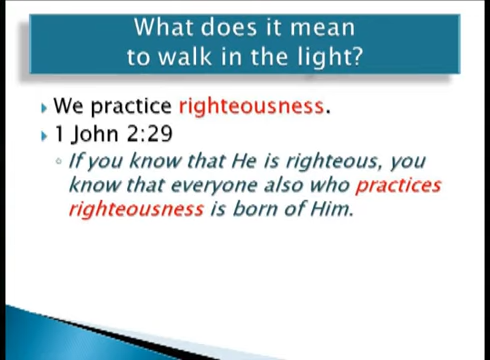 What does it mean
to walk in the light?
We practice righteousness.
1 John 2:29
If you know that He is righteous, you
know that everyone also who practices
righteousness is born of Him.